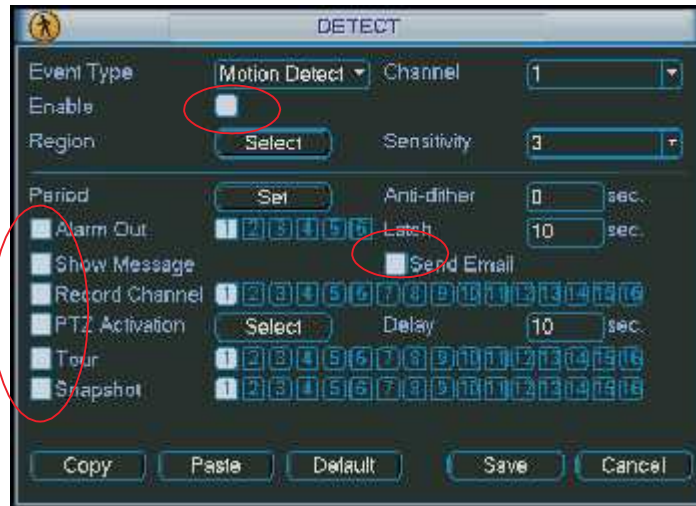 DETECT
Event Type Motion Detect Channel 1
Enable
Region Select Sensitivity 3
Period Set Anti-dither 0 sec.
Alarm Out 1 2 3 4 5 6 Latch 10 sec.
Show Message Send Email
Record Channel 1 2 3 4 5 6 7 8 9 10 11 12 13 14 15 16
PTZ Activation Select Delay 10 sec.
Tour 1 2 3 4 5 6 7 8 9 10 11 12 13 14 15 16
Snapshot 1 2 3 4 5 6 7 8 9 10 11 12 13 14 15 16
Copy Paste Default Save Cancel